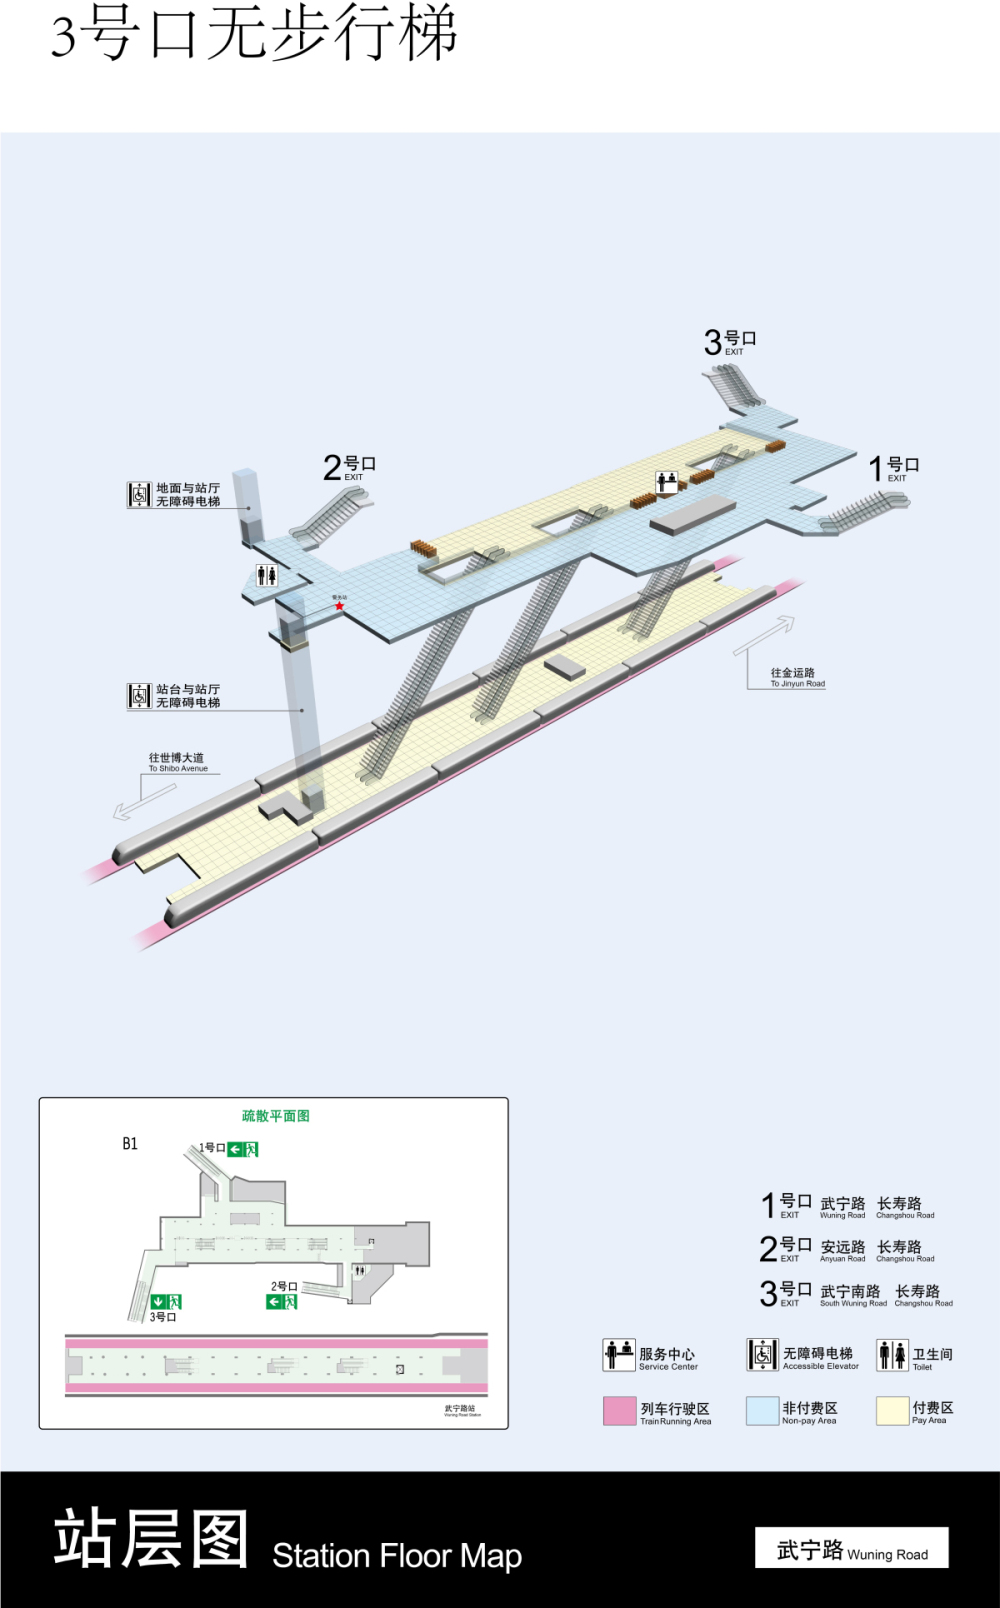 3号口无步行梯
3号口
EXIT
2号口
EXIT
1号口
EXIT
地面与站厅
无障碍电梯
警务站
站台与站厅
无障碍电梯
往金运路
To Jinyun Road
往世博大道
To Shibo Avenue
疏散平面图
B1
1号口
2号口
3号口
武宁路站
Wuning Road Station
1号口 武宁路 长寿路
EXIT Wuning Road Changshou Road
2号口 安远路 长寿路
EXIT Anyuan Road Changshou Road
3号口 武宁南路 长寿路
EXIT South Wuning Road Changshou Road
服务中心
Service Center
无障碍电梯
Accessible Elevator
卫生间
Toilet
列车行驶区
Train Running Area
非付费区
Non-pay Area
付费区
Pay Area
站层图 Station Floor Map
武宁路 Wuning Road